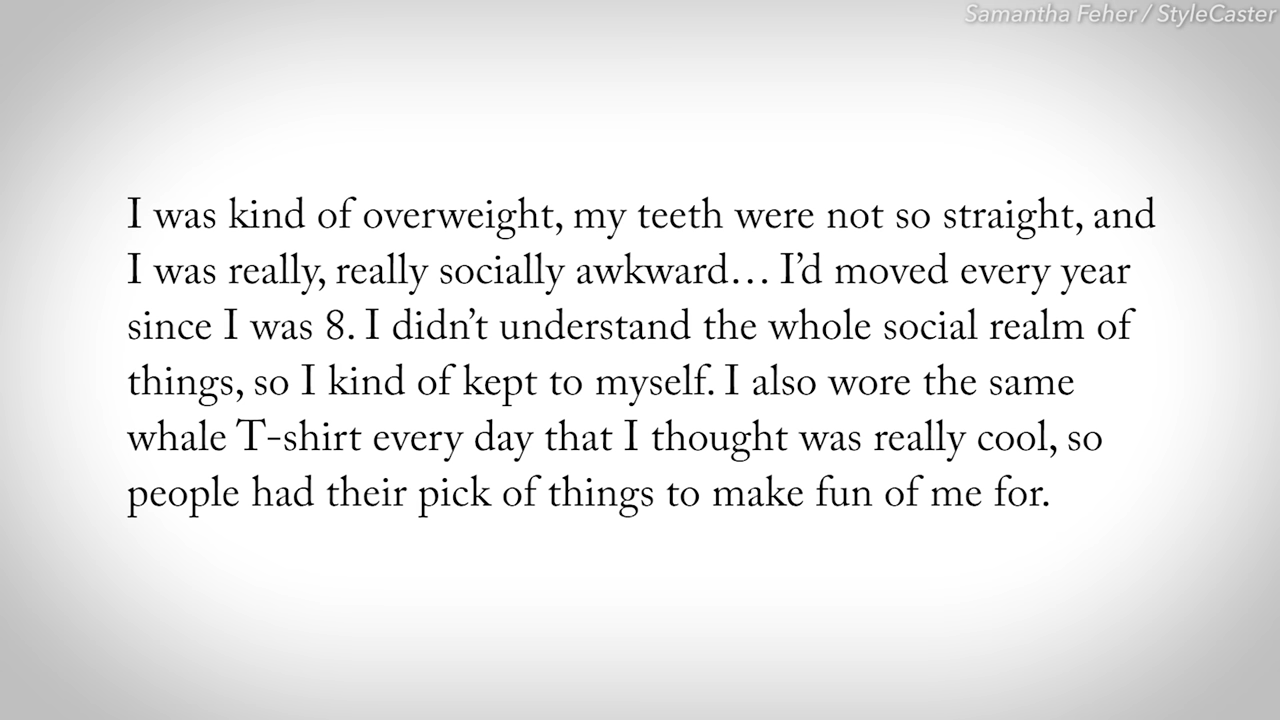 Samantha Feher / StyleCaster
I was kind of overweight, my teeth were not so straight, and
I was really, really socially awkward… I’d moved every year
since I was 8. I didn’t understand the whole social realm of
things, so I kind of kept to myself. I also wore the same
whale T-shirt every day that I thought was really cool, so
people had their pick of things to make fun of me for.